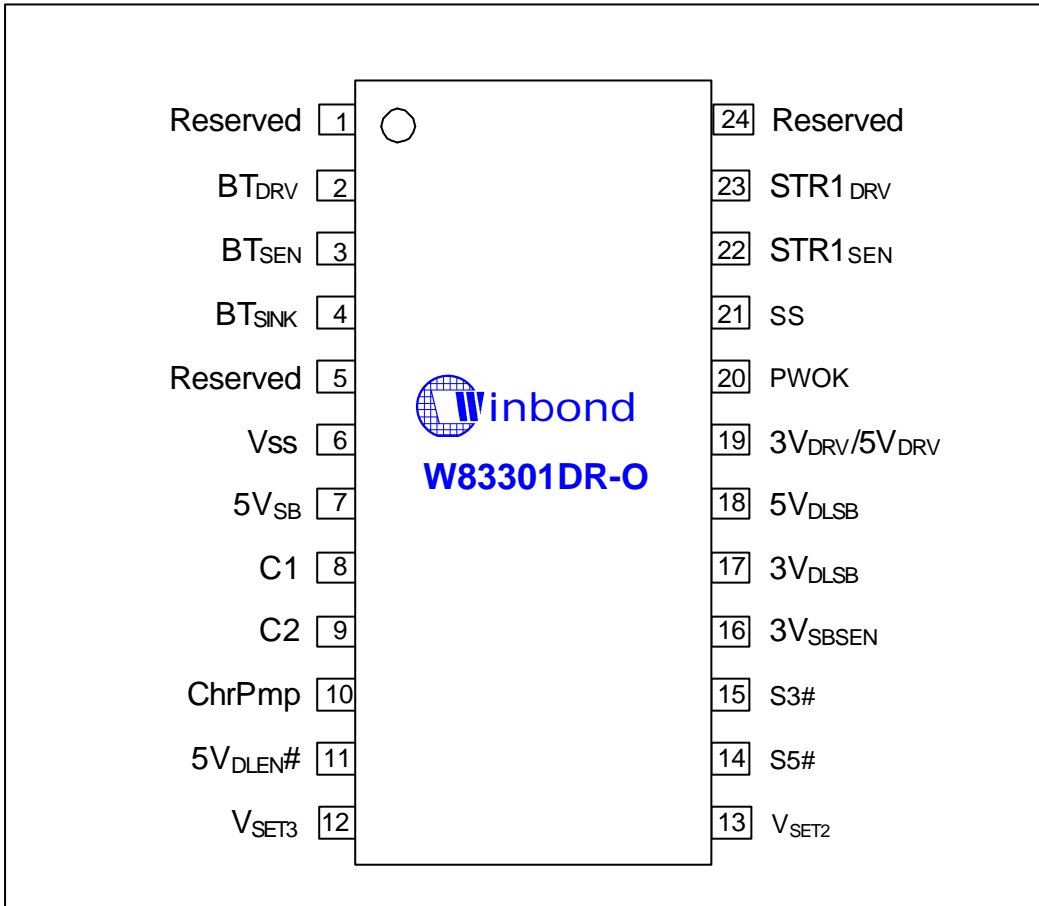 Reserved 1 24 Reserved
BTDRV 2 23 STR1DRV
BTSEN 3 22 STR1SEN
BTSINK 4 21 SS
Reserved 5 20 PWOK
Winbond
Vss 6 19 3VDRV/5VDRV
W83301DR-O
5VSB 7 18 5VDLSB
C1 8 17 3VDLSB
C2 9 16 3VSBSEN
ChrPmp 10 15 S3#
5VDLEN# 11 14 S5#
VSET3 12 13 VSET2